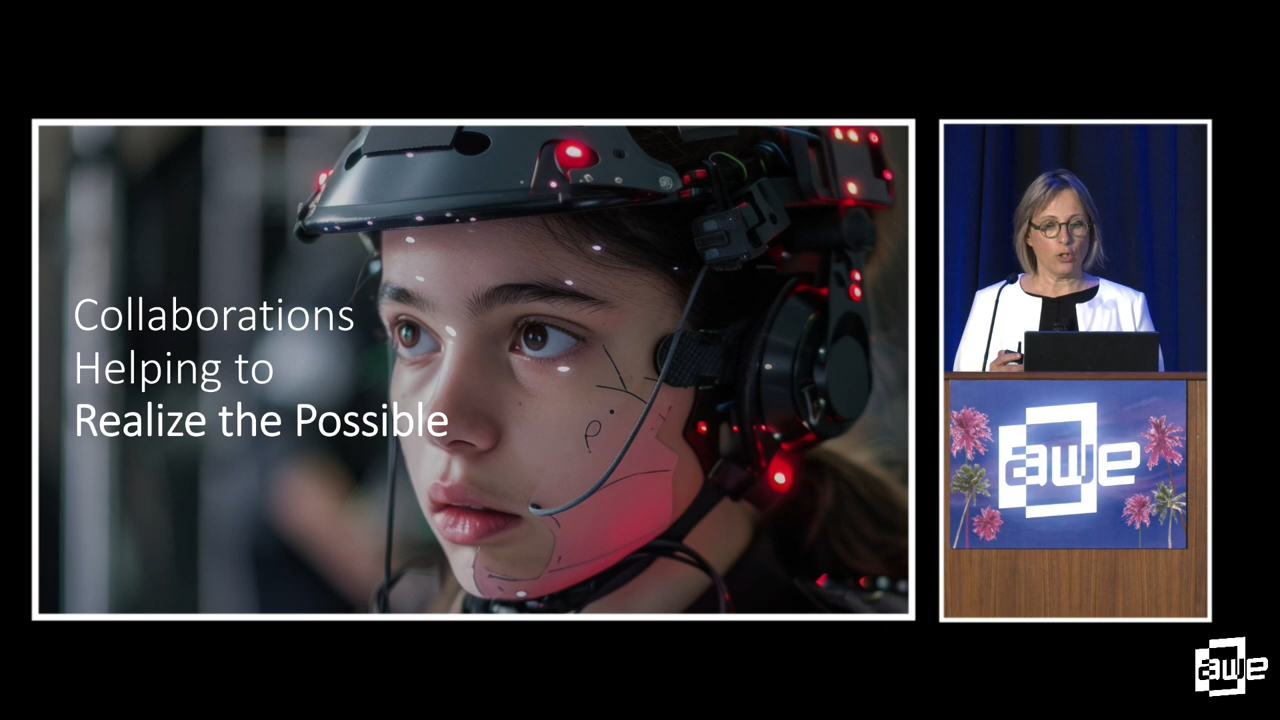 Collaborations
Helping to
Realize the Possible
awe
awe